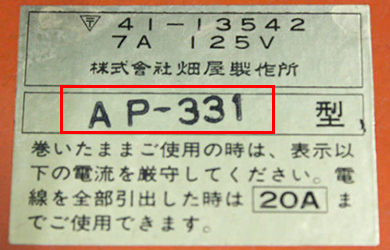 〒 41-13542
7A 125V
株式会社畑屋製作所
AP-331 型
巻いたままご使用の時は、表示以
下の電流を厳守してください。電
線を全部引出した時は 20A ま
でご使用できます。